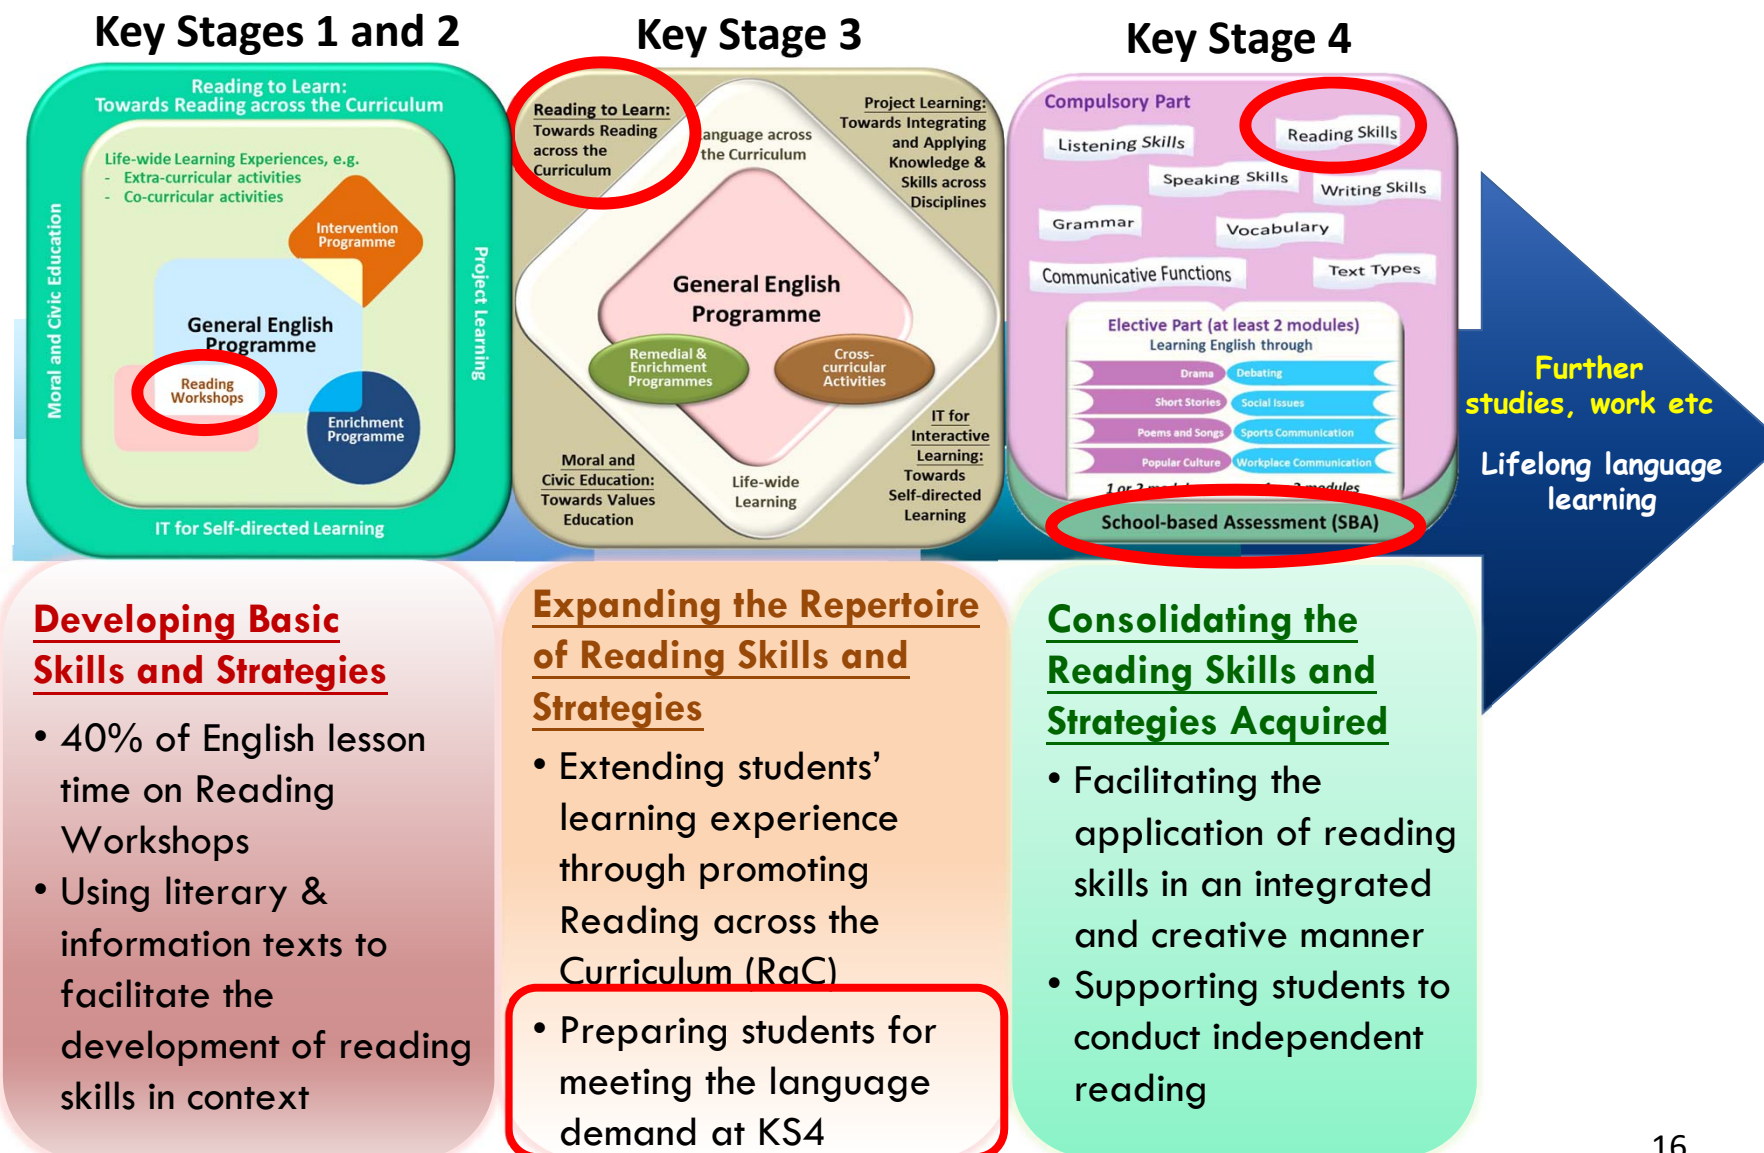 Key Stages 1 and 2
Reading to Learn:
Towards Reading across the Curriculum
Life-wide Learning Experiences, e.g.
- Extra-curricular activities
- Co-curricular activities
Moral and Civic Education
Project Learning
Intervention
Programme
General English
Programme
Reading
Workshops
Enrichment
Programme
IT for Self-directed Learning
Key Stage 3
Reading to Learn:
Towards Reading
across the
Curriculum
Language across
the Curriculum
Project Learning:
Towards Integrating
and Applying
Knowledge &
Skills across
Disciplines
General English
Programme
Remedial &
Enrichment
Programmes
Cross-
curricular
Activities
Moral and
Civic Education:
Towards Values
Education
Life-wide
Learning
IT for
Interactive
Learning:
Towards
Self-directed
Learning
Key Stage 4
Compulsory Part
Listening Skills
Reading Skills
Speaking Skills
Writing Skills
Grammar
Vocabulary
Communicative Functions
Text Types
Elective Part (at least 2 modules)
Learning English through
Drama
Debating
Short Stories
Social Issues
Poems and Songs
Sports Communication
Popular Culture
Workplace Communication
1 or 2 modules
modules
School-based Assessment (SBA)
Further
studies, work etc
Lifelong language
learning
Developing Basic
Skills and Strategies
• 40% of English lesson
time on Reading
Workshops
• Using literary &
information texts to
facilitate the
development of reading
skills in context
Expanding the Repertoire
of Reading Skills and
Strategies
• Extending students’
learning experience
through promoting
Reading across the
Curriculum (RaC)
• Preparing students for
meeting the language
demand at KS4
Consolidating the
Reading Skills and
Strategies Acquired
• Facilitating the
application of reading
skills in an integrated
and creative manner
• Supporting students to
conduct independent
reading
16